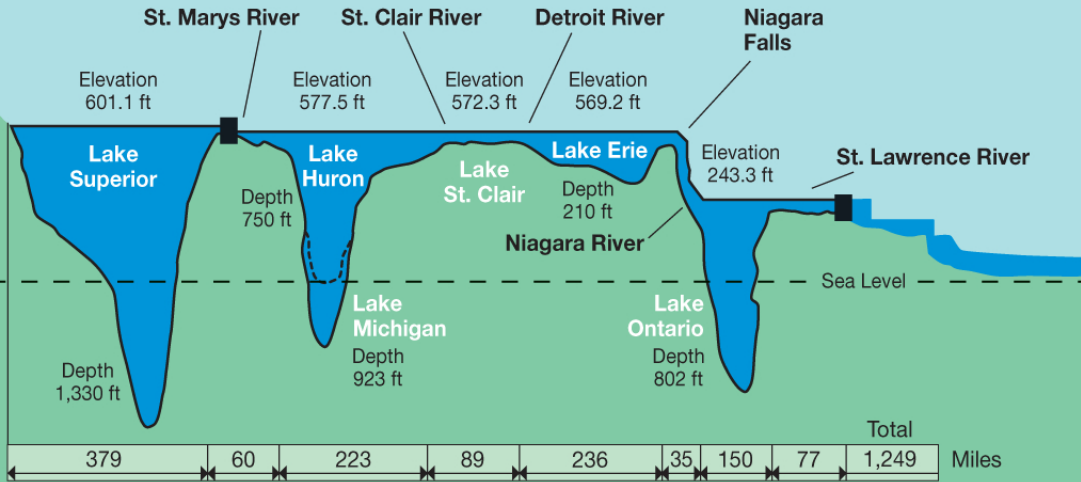 St. Marys River
St. Clair River
Detroit River
Niagara
Falls
Elevation
601.1 ft
Elevation
577.5 ft
Elevation
572.3 ft
Elevation
569.2 ft
Elevation
243.3 ft
St. Lawrence River
Lake
Superior
Lake
Huron
Lake
St. Clair
Lake Erie
Depth
750 ft
Depth
210 ft
Niagara River
Sea Level
Lake
Michigan
Depth
923 ft
Lake
Ontario
Depth
802 ft
Depth
1,330 ft
Total
379 60 223 89 236 35 150 77 1,249 Miles